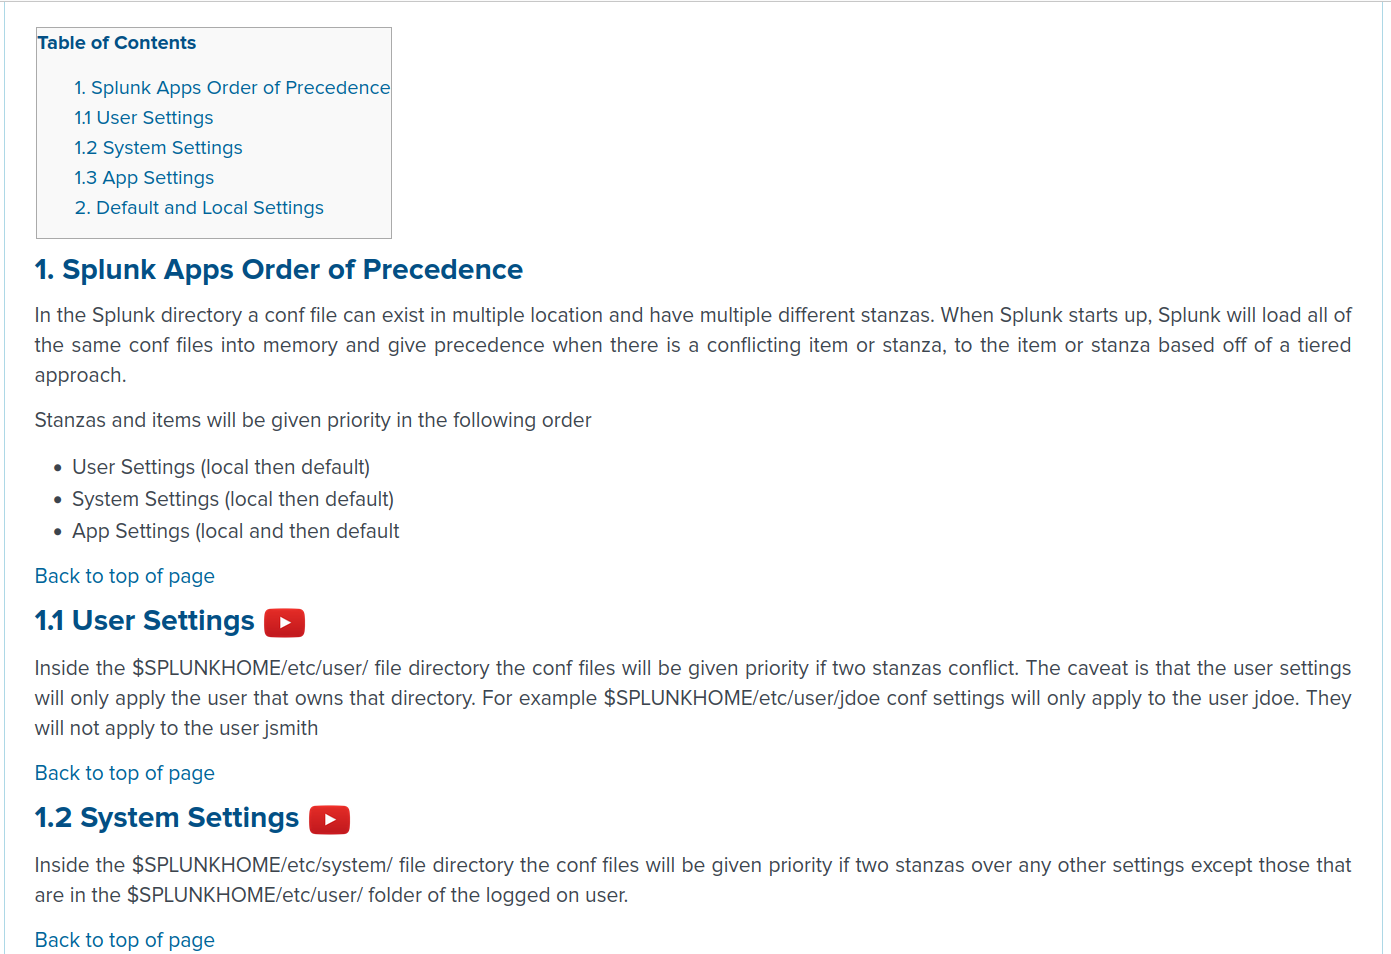 Table of Contents
1. Splunk Apps Order of Precedence
1.1 User Settings
1.2 System Settings
1.3 App Settings
2. Default and Local Settings
1. Splunk Apps Order of Precedence
In the Splunk directory a conf file can exist in multiple location and have multiple different stanzas. When Splunk starts up, Splunk will load all of
the same conf files into memory and give precedence when there is a conflicting item or stanza, to the item or stanza based off of a tiered
approach.
Stanzas and items will be given priority in the following order
• User Settings (local then default)
• System Settings (local then default)
• App Settings (local and then default
Back to top of page
1.1 User Settings
Inside the $SPLUNKHOME/etc/user/ file directory the conf files will be given priority if two stanzas conflict. The caveat is that the user settings
will only apply the user that owns that directory. For example $SPLUNKHOME/etc/user/jdoe conf settings will only apply to the user jdoe. They
will not apply to the user jsmith
Back to top of page
1.2 System Settings
Inside the $SPLUNKHOME/etc/system/ file directory the conf files will be given priority if two stanzas over any other settings except those that
are in the $SPLUNKHOME/etc/user/ folder of the logged on user.
Back to top of page